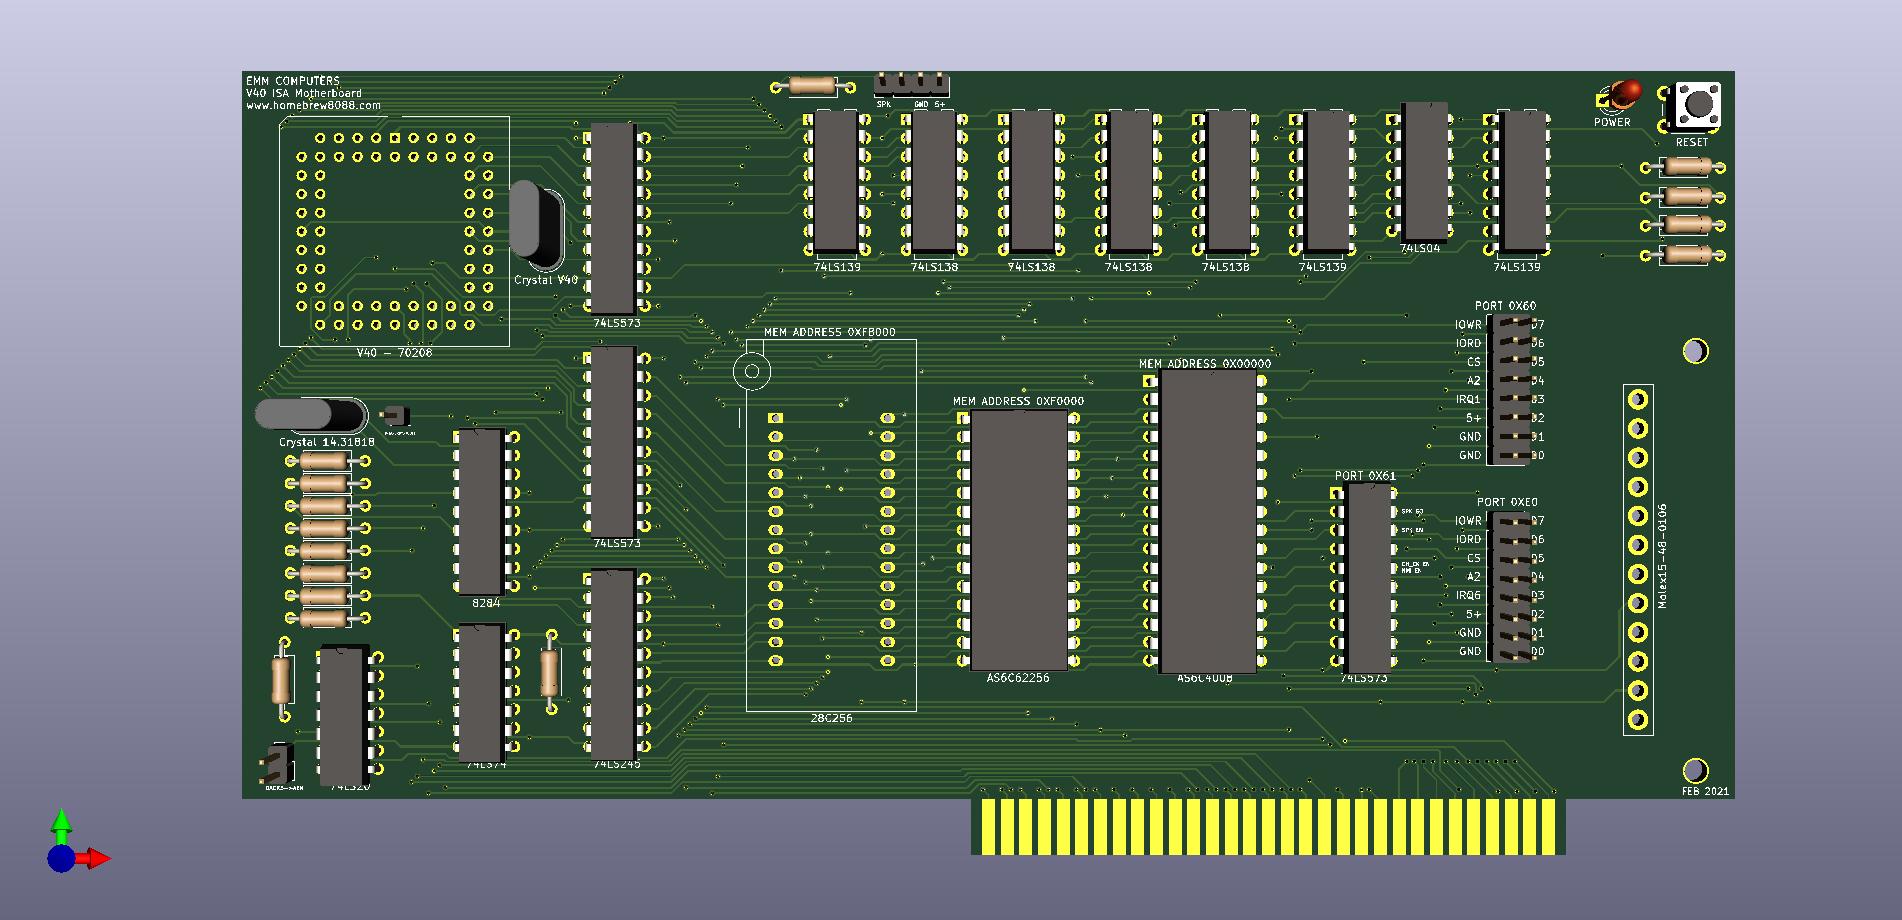 EMM COMPUTERS
V40 ISA Motherboard
www.homebrew8088.com
SPK GND 5+
POWER
RESET
74LS139
74LS138
74LS138
74LS138
74LS138
74LS139
74LS04
74LS139
Crystal V40
74LS573
V40 - 70208
MEM ADDRESS 0XF8000
MEM ADDRESS 0X00000
MEM ADDRESS 0XF0000
PORT 0X60
IOWR D7
IORD D6
CS D5
A2 D4
IRQ1 D3
5+ D2
GND D1
GND D0
Crystal 14.31818
PORT 0X61
SPK GO
SPK EN
PORT 0XE0
IOWR D7
IORD D6
CS D5
A2 D4
IRQ6 D3
5+ D2
GND D1
GND D0
Molex15-48-0106
74LS573
8284
AS6C62256
AS6C4008
74LS573
28C256
74LS74
74LS245
74LS20
FEB 2021